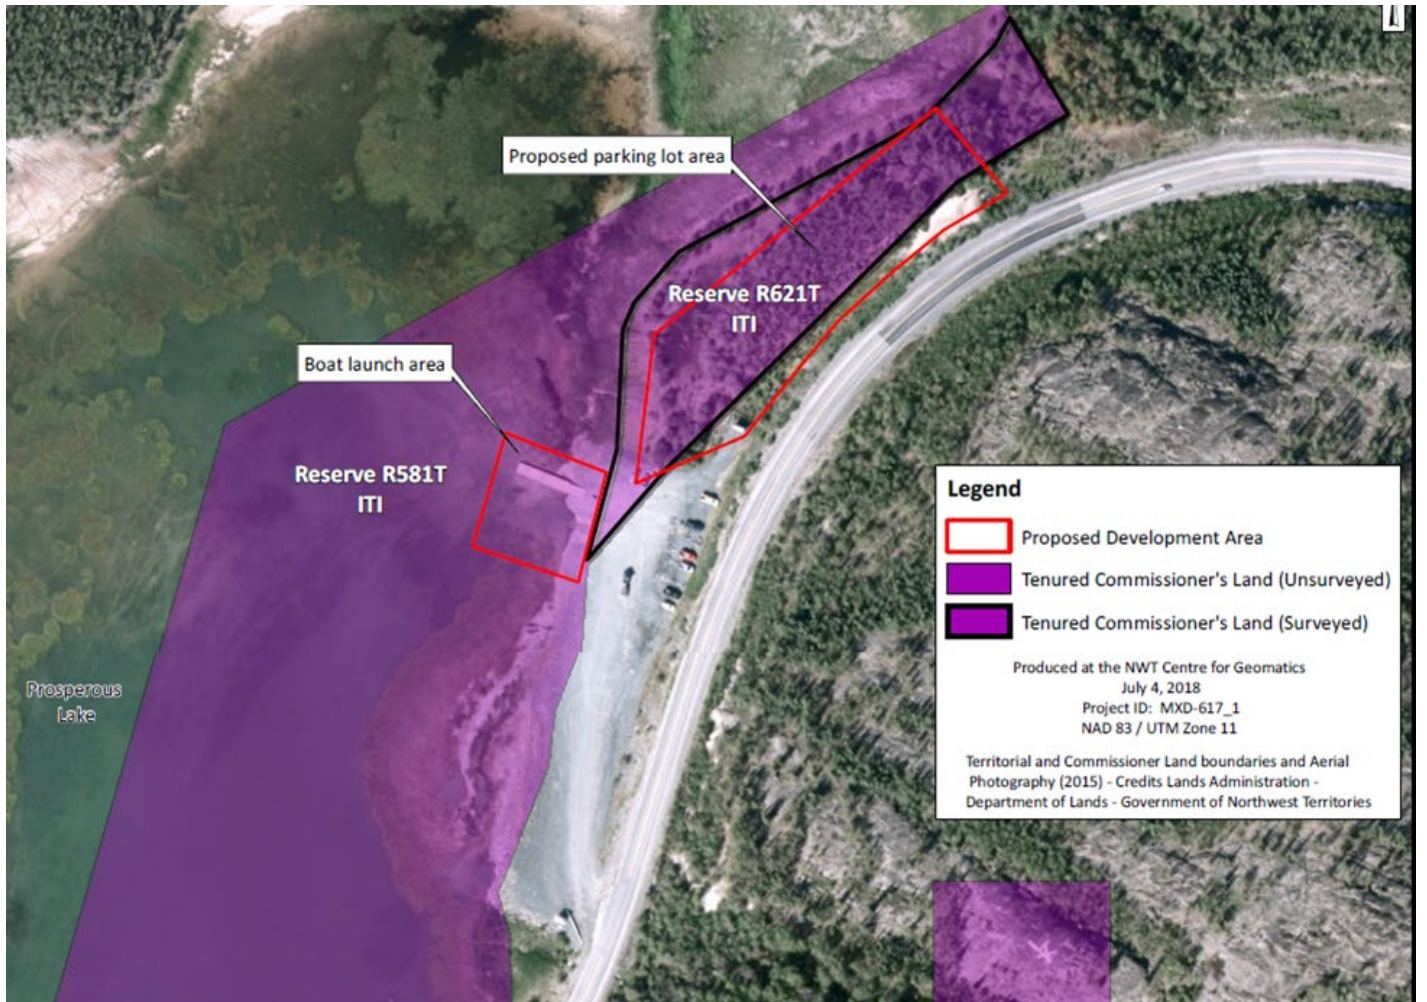 Proposed parking lot area
Reserve R621T
ITI
Boat launch area
Reserve R581T
ITI
Prosperous
Lake
Legend
Proposed Development Area
Tenured Commissioner's Land (Unsurveyed)
Tenured Commissioner's Land (Surveyed)
Produced at the NWT Centre for Geomatics
July 4, 2018
Project ID: MXD-617_1
NAD 83 / UTM Zone 11
Territorial and Commissioner Land boundaries and Aerial
Photography (2015) - Credits Lands Administration -
Department of Lands - Government of Northwest Territories